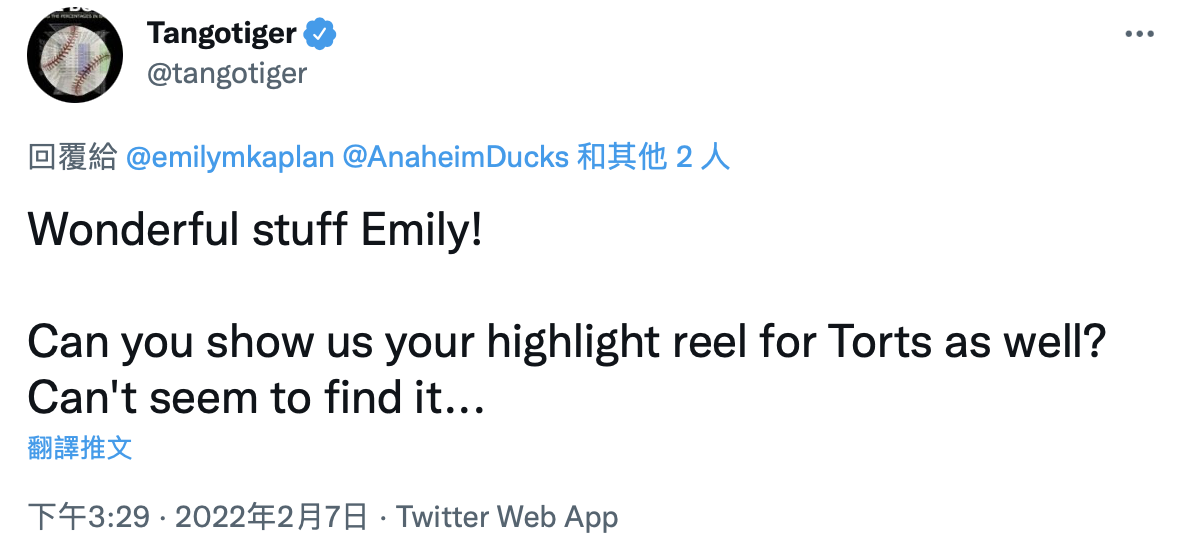 Tangotiger
@tangotiger
回覆給 @emilymkaplan @AnaheimDucks 和其他 2 人
Wonderful stuff Emily!
Can you show us your highlight reel for Torts as well?
Can't seem to find it...
翻譯推文
下午3:29 · 2022年2月7日 · Twitter Web App